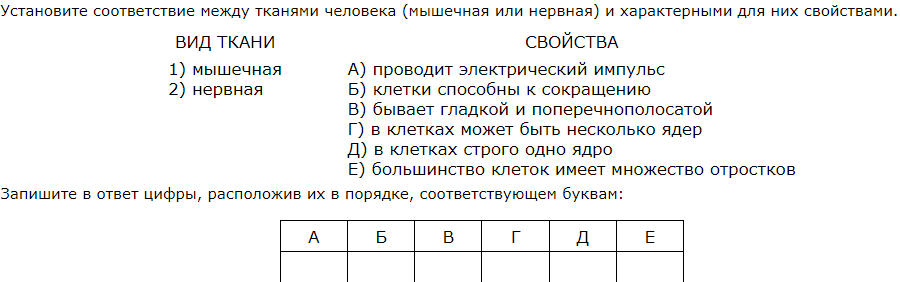 Установите соответствие между тканями человека (мышечная или нервная) и характерными для них свойствами.
ВИД ТКАНИ
1) мышечная
2) нервная
СВОЙСТВА
А) проводит электрический импульс
Б) клетки способны к сокращению
В) бывает гладкой и поперечнополосатой
Г) в клетках может быть несколько ядер
Д) в клетках строго одно ядро
Е) большинство клеток имеет множество отростков
Запишите в ответ цифры, расположив их в порядке, соответствующем буквам:
А Б В Г Д Е